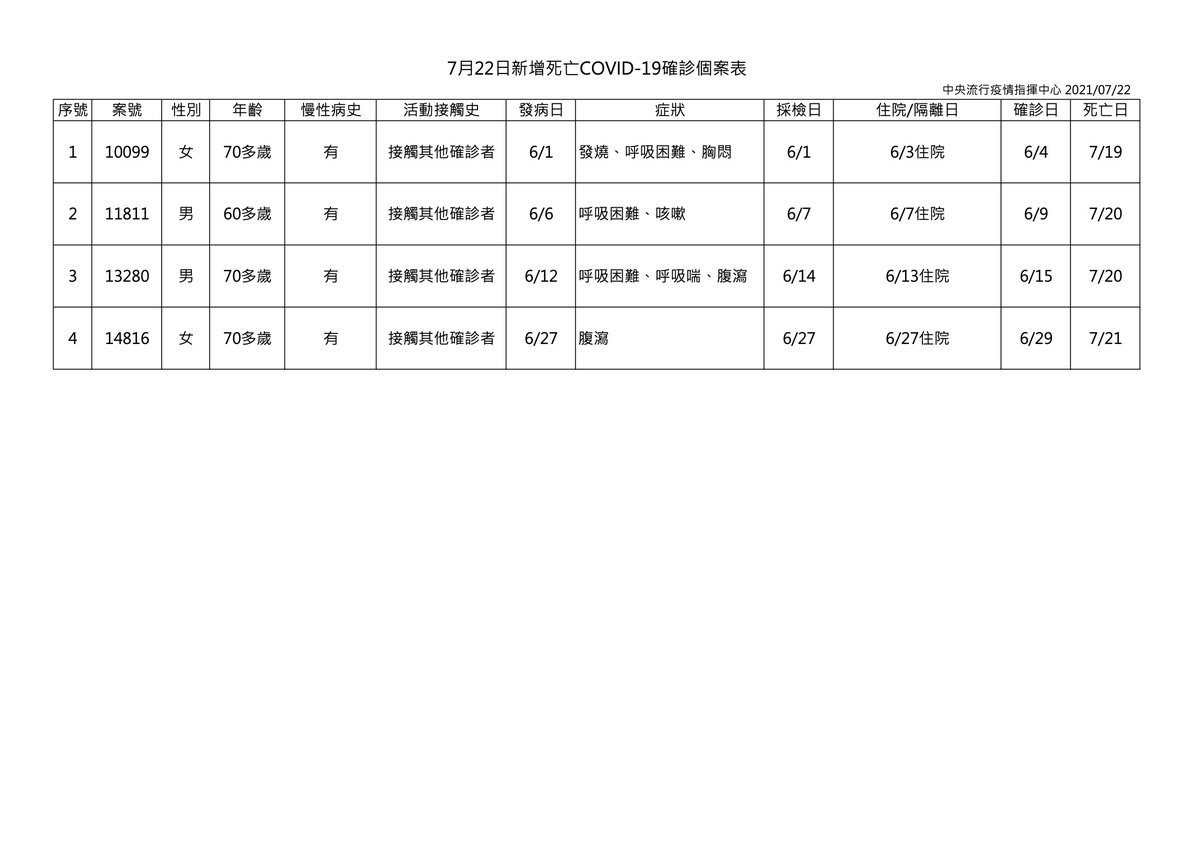 7月22日新增死亡COVID-19確診個案表
中央流行疫情指揮中心 2021/07/22
序號 案號 性別 年齡 慢性病史 活動接觸史 發病日 症狀 採檢日 住院/隔離日 確診日 死亡日
1 10099 女 70多歲 有 接觸其他確診者 6/1 發燒、呼吸困難、胸悶 6/1 6/3住院 6/4 7/19
2 11811 男 60多歲 有 接觸其他確診者 6/6 呼吸困難、咳嗽 6/7 6/7住院 6/9 7/20
3 13280 男 70多歲 有 接觸其他確診者 6/12 呼吸困難、呼吸喘、腹瀉 6/14 6/13住院 6/15 7/20
4 14816 女 70多歲 有 接觸其他確診者 6/27 腹瀉 6/27 6/27住院 6/29 7/21